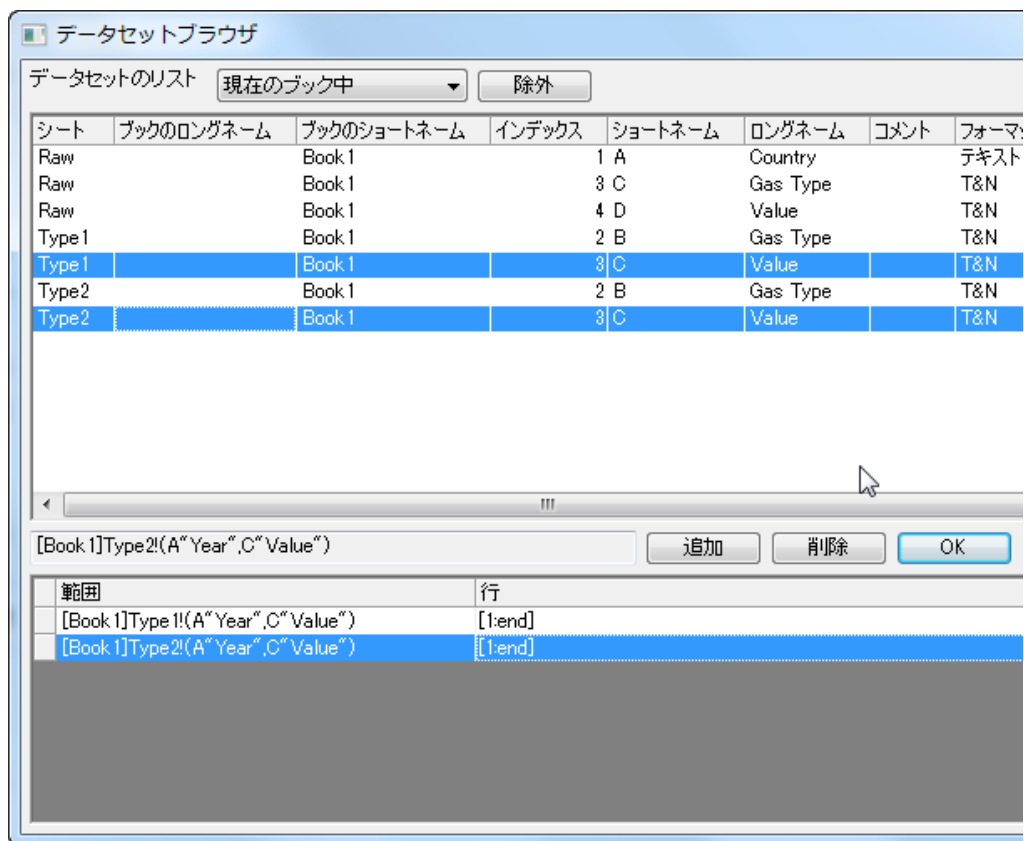 データセットブラウザ
データセットのリスト 現在のブック中 除外
シート ブックのロングネーム ブックのショートネーム インデックス ショートネーム ロングネーム コメント フォーマッ
Raw Book1 1 A Country テキスト
Raw Book1 3 C Gas Type T&N
Raw Book1 4 D Value T&N
Type1 Book1 2 B Gas Type T&N
Type1 Book1 3 C Value T&N
Type2 Book1 2 B Gas Type T&N
Type2 Book1 3 C Value T&N
[Book1]Type2!(A"Year",C"Value") 追加 削除 OK
範囲 行
[Book1]Type1!(A"Year",C"Value") [1:end]
[Book1]Type2!(A"Year",C"Value") [1:end]